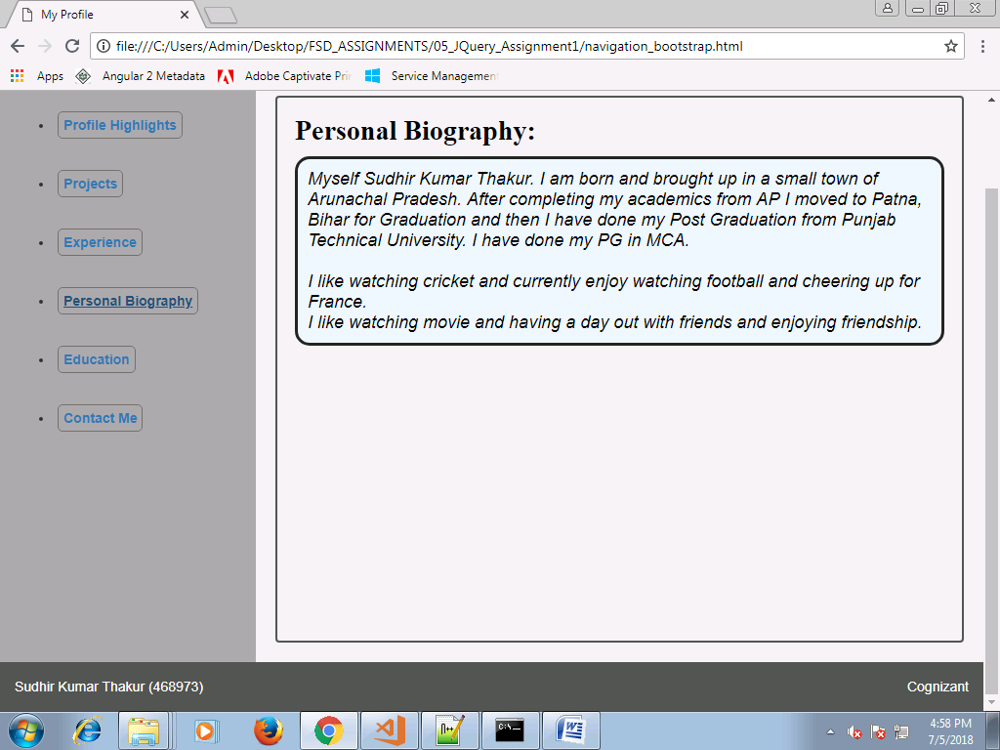 My Profile
file:///C:/Users/Admin/Desktop/FSD_ASSIGNMENTS/05_JQuery_Assignment1/navigation_bootstrap.html
Apps Angular 2 Metadata Adobe Captivate Prin Service Managemen
Profile Highlights
Projects
Experience
Personal Biography
Education
Contact Me
Personal Biography:
Myself Sudhir Kumar Thakur. I am born and brought up in a small town of
Arunachal Pradesh. After completing my academics from AP I moved to Patna,
Bihar for Graduation and then I have done my Post Graduation from Punjab
Technical University. I have done my PG in MCA.
I like watching cricket and currently enjoy watching football and cheering up for
France.
I like watching movie and having a day out with friends and enjoying friendship.
Sudhir Kumar Thakur (468973)
Cognizant
4:58 PM
7/5/2018